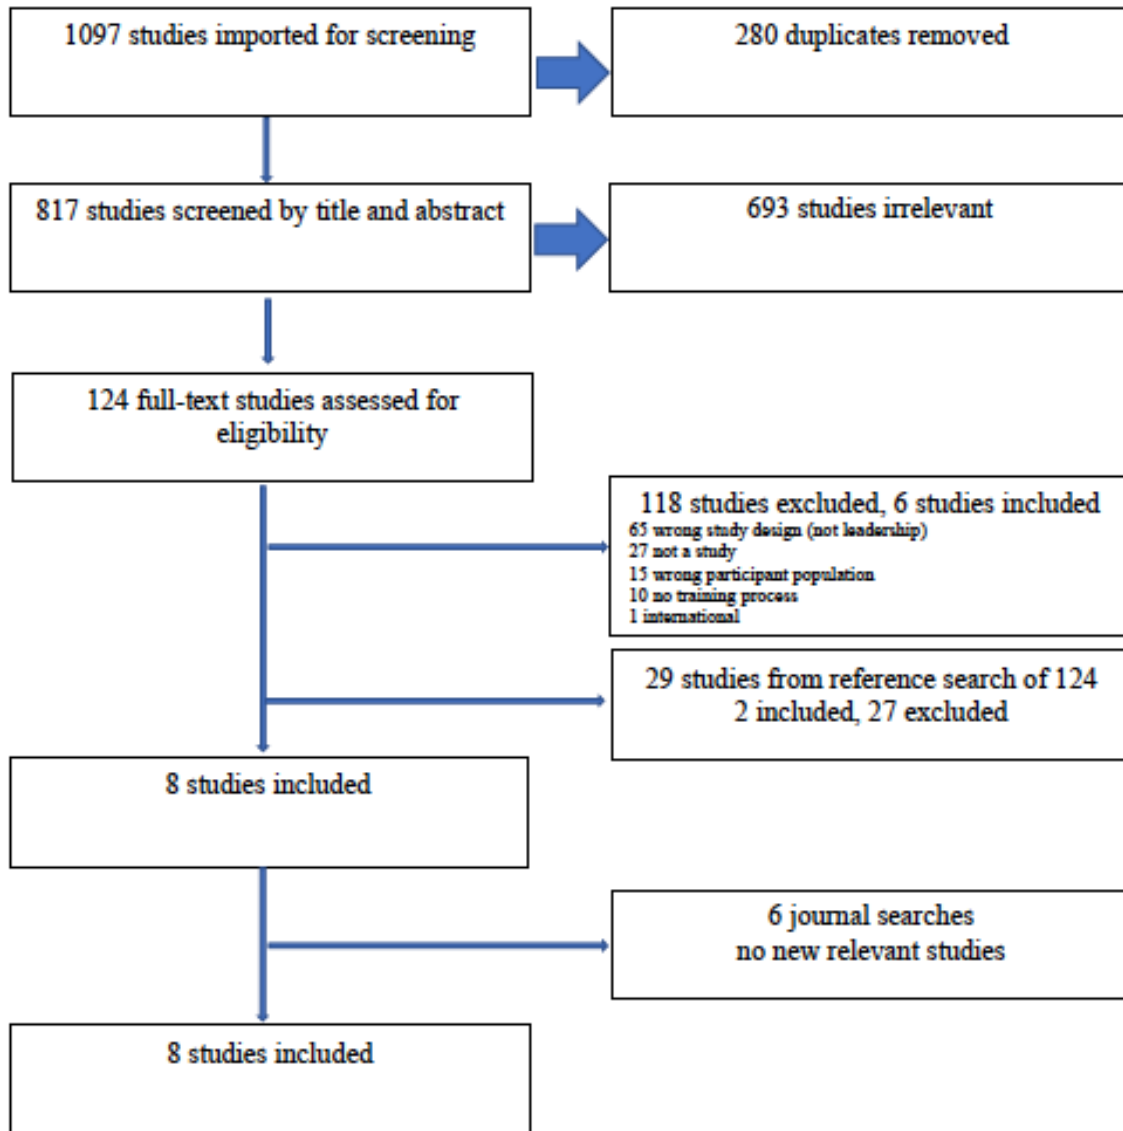 1097 studies imported for screening
280 duplicates removed
817 studies screened by title and abstract
693 studies irrelevant
124 full-text studies assessed for
eligibility
118 studies excluded, 6 studies included
65 wrong study design (not leadership)
27 not a study
15 wrong participant population
10 no training process
1 international
29 studies from reference search of 124
2 included, 27 excluded
8 studies included
6 journal searches
no new relevant studies
8 studies included